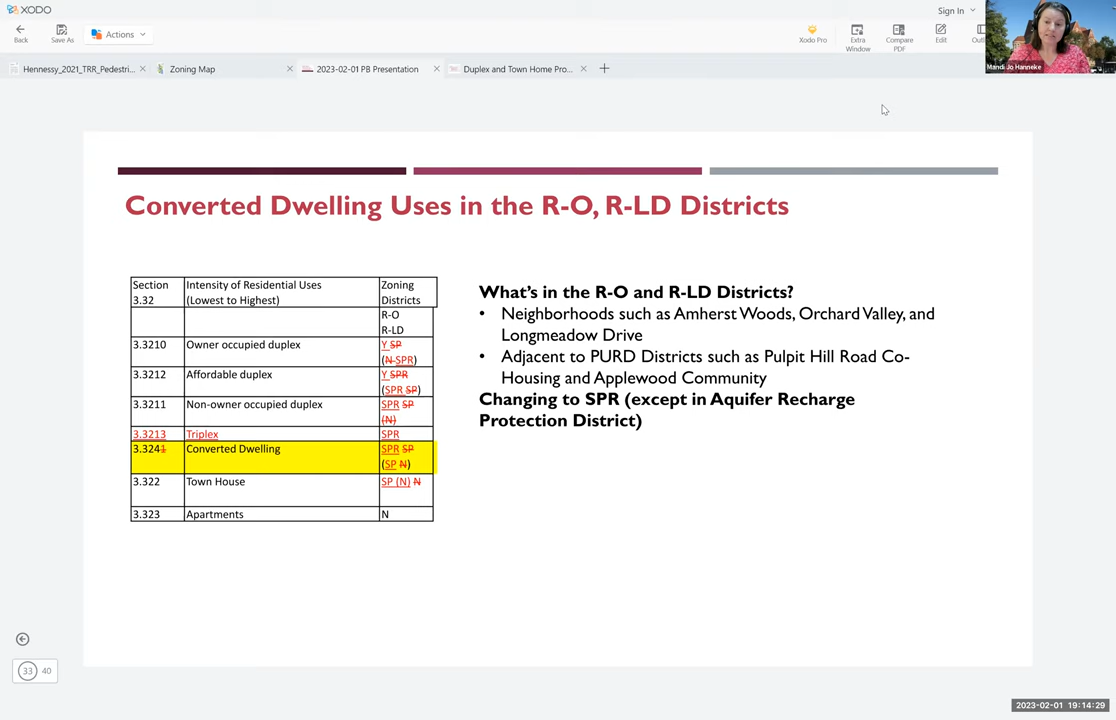 XODO
Sign In
Back
Save As
Actions
Xodo Pro
Extra
Window
Compare
PDF
Edit
Mandi Jo Hanneke
Hennessy_2021_TRR_Pedestri...
Zoning Map
2023-02-01 PB Presentation
Duplex and Town Home Pro...
Converted Dwelling Uses in the R-O, R-LD Districts
Section Intensity of Residential Uses Zoning
3.32 (Lowest to Highest) Districts
R-O
R-LD
3.3210 Owner occupied duplex Y SP
(N SPR)
3.3212 Affordable duplex Y SPR
(SPR SP)
3.3211 Non-owner occupied duplex SPR SP
(N)
3.3213 Triplex SPR
3.3241 Converted Dwelling SPR SP
(SP N)
3.322 Town House SP (N) N
3.323 Apartments N
What's in the R-O and R-LD Districts?
• Neighborhoods such as Amherst Woods, Orchard Valley, and
Longmeadow Drive
• Adjacent to PURD Districts such as Pulpit Hill Road Co-
Housing and Applewood Community
Changing to SPR (except in Aquifer Recharge
Protection District)
33 40
2023-02-01 19:14:29